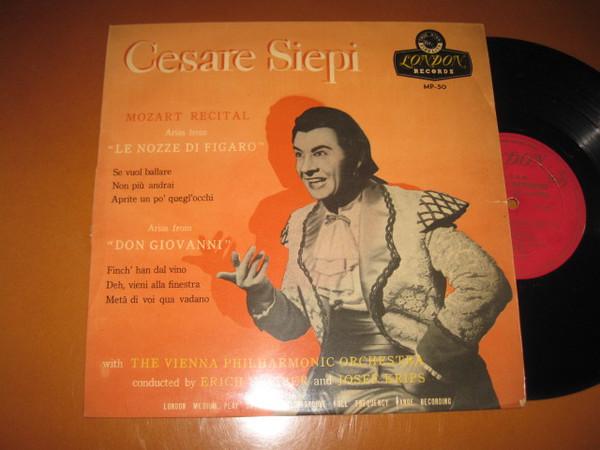 Cesare Siepi
LONDON
RECORDS
MP-50
MOZART RECITAL
Arias from
"LE NOZZE DI FIGARO"
Se vuol ballare
Non più andrai
Aprite un po' quegl'occhi
Arias from
"DON GIOVANNI"
Finch' han dal vino
Deh, vieni alla finestra
Metà di voi qua vadano
with THE VIENNA PHILHARMONIC ORCHESTRA
conducted by ERICH and JOSEF KRIPS
LONDON MEDIUM PLAY FULL FREQUENCY RANGE RECORDING
LONDON